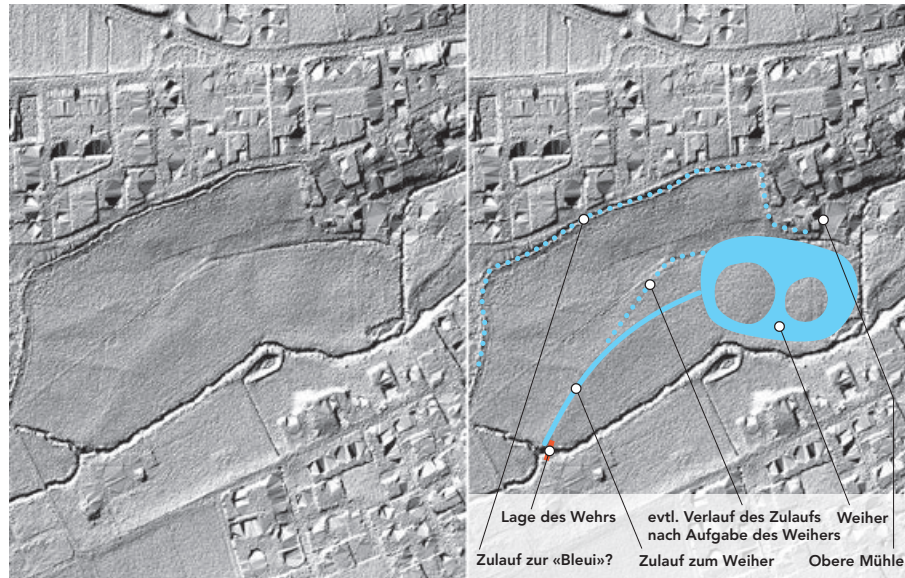 Lage des Wehrs
evtl. Verlauf des Zulaufs
nach Aufgabe des Weihers
Weiher
Zulauf zur «Bleui»?
Zulauf zum Weiher
Obere Mühle